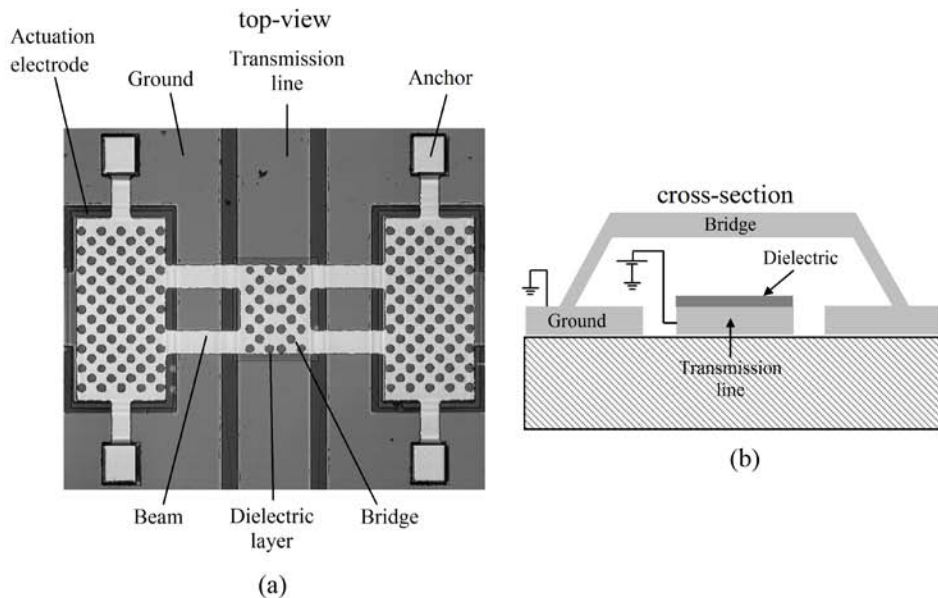 top-view
Actuation
electrode
Ground
Transmission
line
Anchor
Beam
Dielectric
layer
Bridge
(a)
cross-section
Bridge
Dielectric
Ground
Transmission
line
(b)